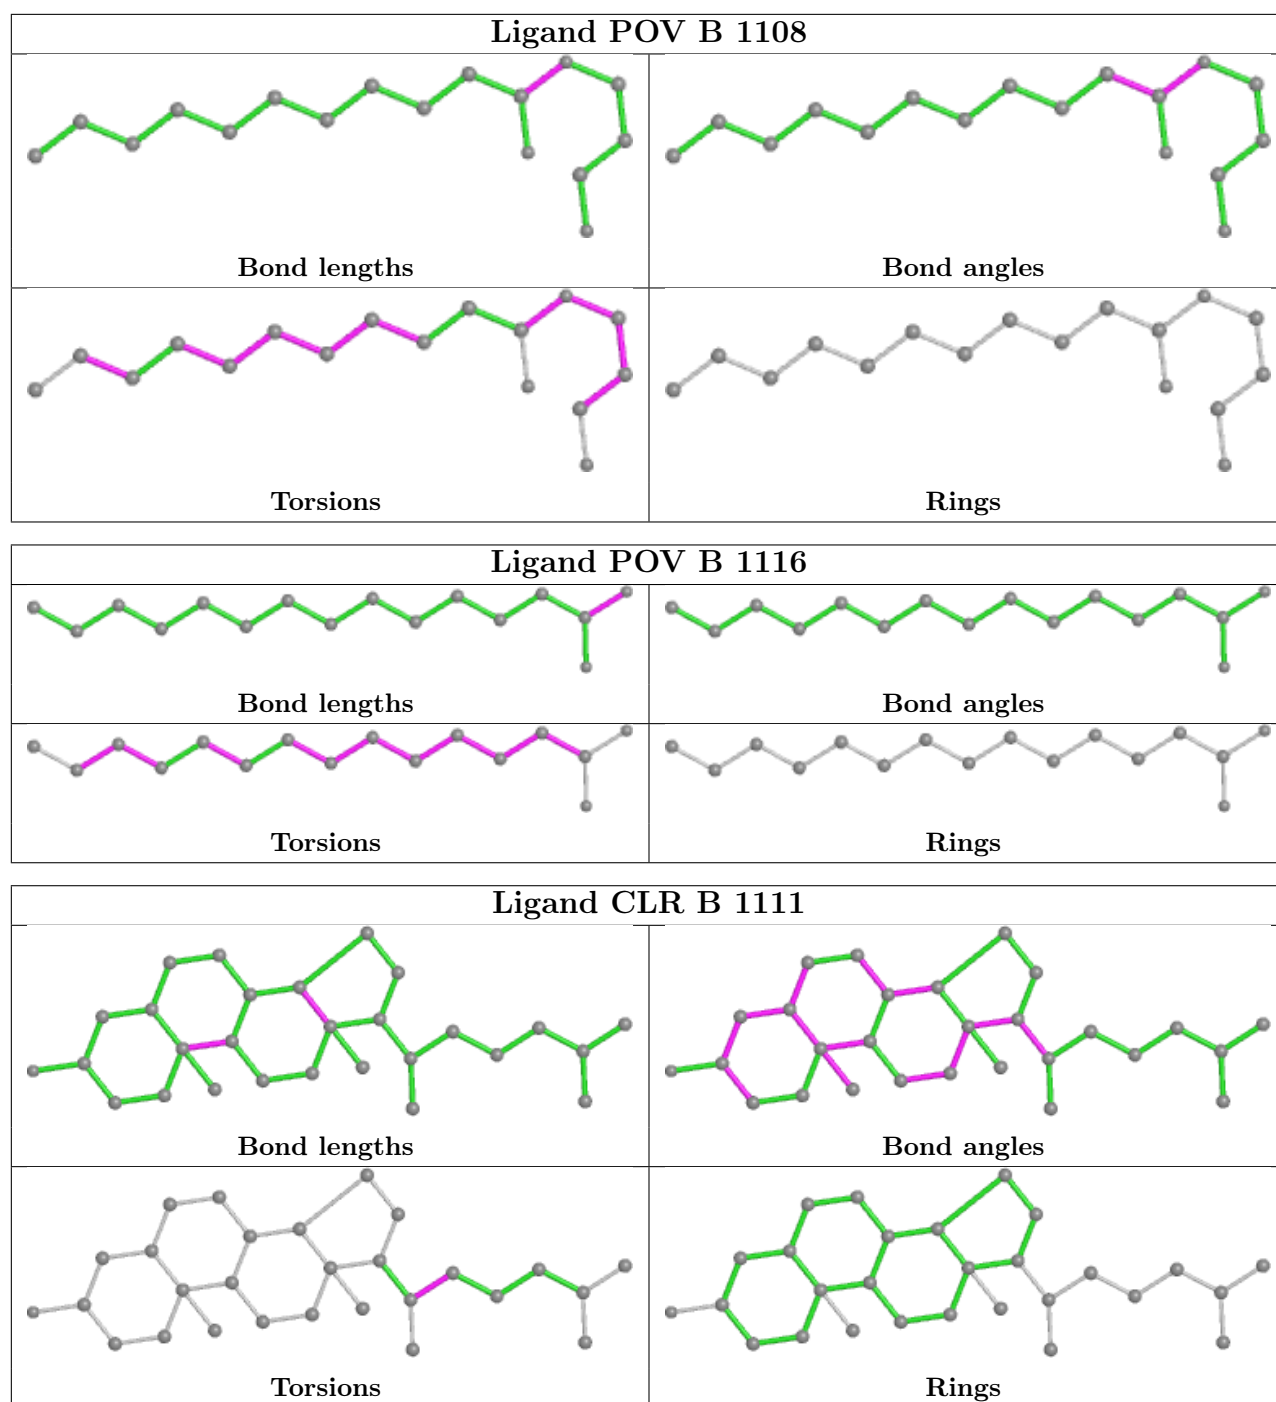 Ligand POV B 1108
Bond lengths
Bond angles
Torsions
Rings
Ligand POV B 1116
Bond lengths
Bond angles
Torsions
Rings
Ligand CLR B 1111
Bond lengths
Bond angles
Torsions
Rings